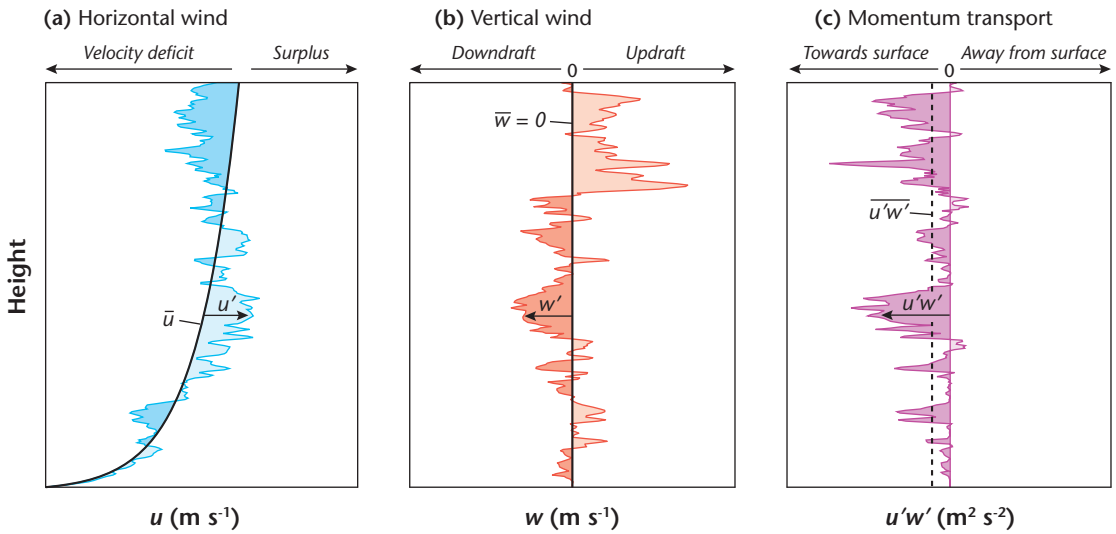 (a) Horizontal wind
Velocity deficit
Surplus
u̅
u'
u (m s⁻¹)
Height
(b) Vertical wind
Downdraft
0
Updraft
w̅ = 0
w'
w (m s⁻¹)
(c) Momentum transport
Towards surface
0
Away from surface
u̅'̅w̅'̅
u'w'
u'w' (m² s⁻²)